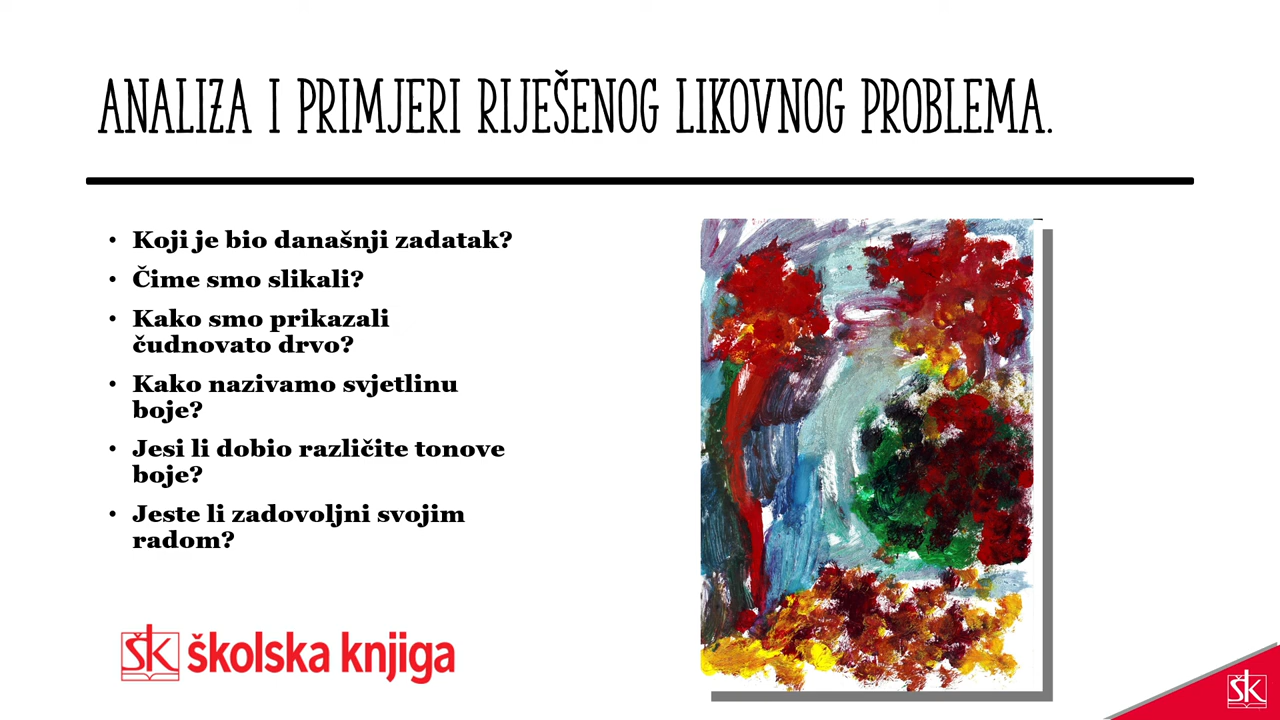 ANALIZA I PRIMJERI RIJEŠENOG LIKOVNOG PROBLEMA.
• Koji je bio današnji zadatak?
• Čime smo slikali?
• Kako smo prikazali
čudnovato drvo?
• Kako nazivamo svjetlinu
boje?
• Jesi li dobio različite tonove
boje?
• Jeste li zadovoljni svojim
radom?
šk školska knjiga
šk